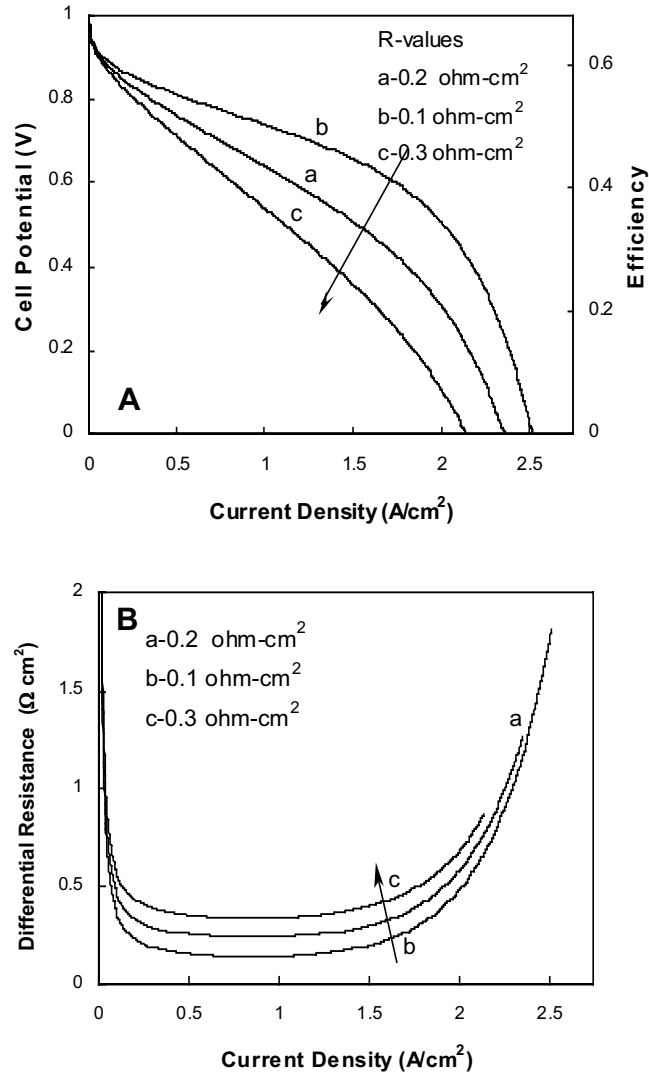 1
0.8
0.6
0.4
0.2
0
Cell Potential (V)
R-values
a-0.2 ohm-cm²
b-0.1 ohm-cm²
c-0.3 ohm-cm²
b
a
c
A
0.6
0.4
0.2
0
Efficiency
0 0.5 1 1.5 2 2.5
Current Density (A/cm²)
2
1.5
1
0.5
0
Differential Resistance (Ω cm²)
B
a-0.2 ohm-cm²
b-0.1 ohm-cm²
c-0.3 ohm-cm²
a
c
b
0 0.5 1 1.5 2 2.5
Current Density (A/cm²)